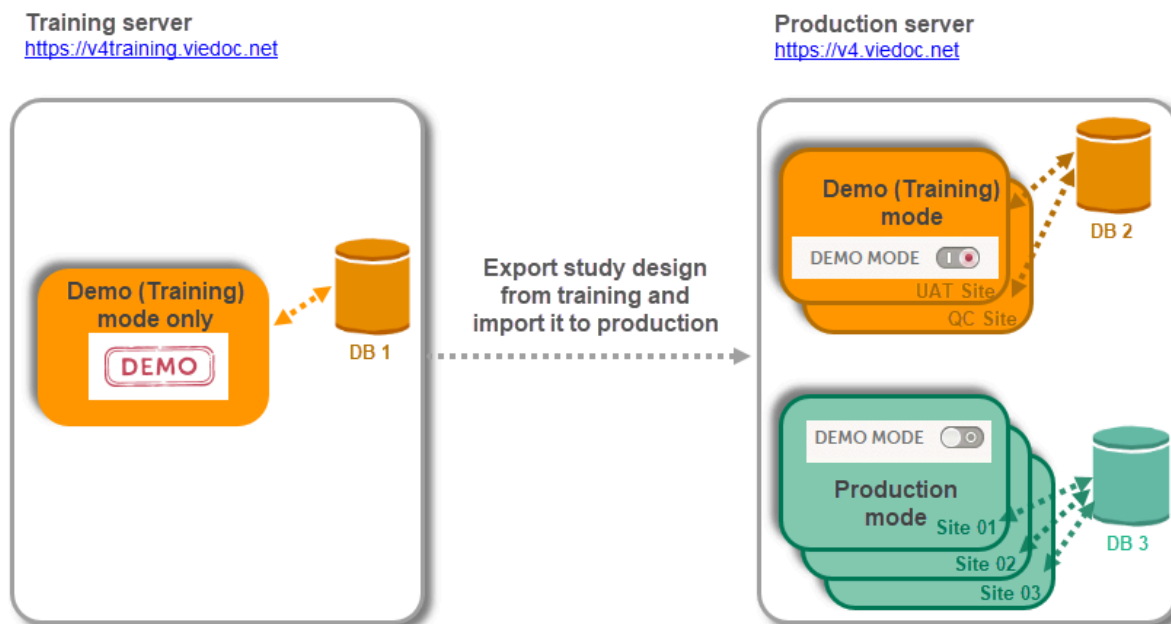 Training server
https://v4training.viedoc.net
Production server
https://v4.viedoc.net
Demo (Training)
mode only
DEMO
DB 1
Export study design
from training and
import it to production
Demo (Training)
mode
DEMO MODE
UAT Site
QC Site
DB 2
DEMO MODE
Production
mode
Site 01
Site 02
Site 03
DB 3